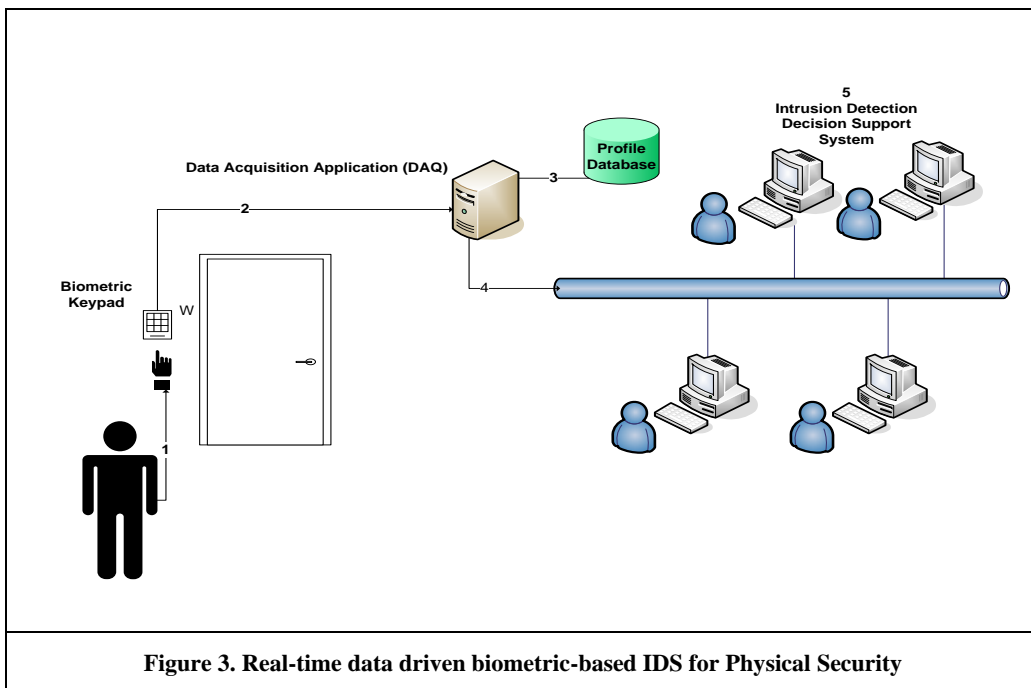 5
Intrusion Detection
Decision Support
System
Profile
Database
Data Acquisition Application (DAQ)
3
2
4
Biometric
Keypad
W
1
Figure 3. Real-time data driven biometric-based IDS for Physical Security